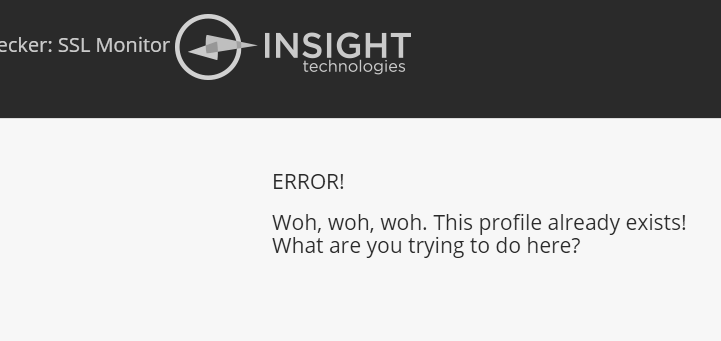 ecker: SSL Monitor
INSIGHT
technologies
ERROR!
Woh, woh, woh. This profile already exists!
What are you trying to do here?